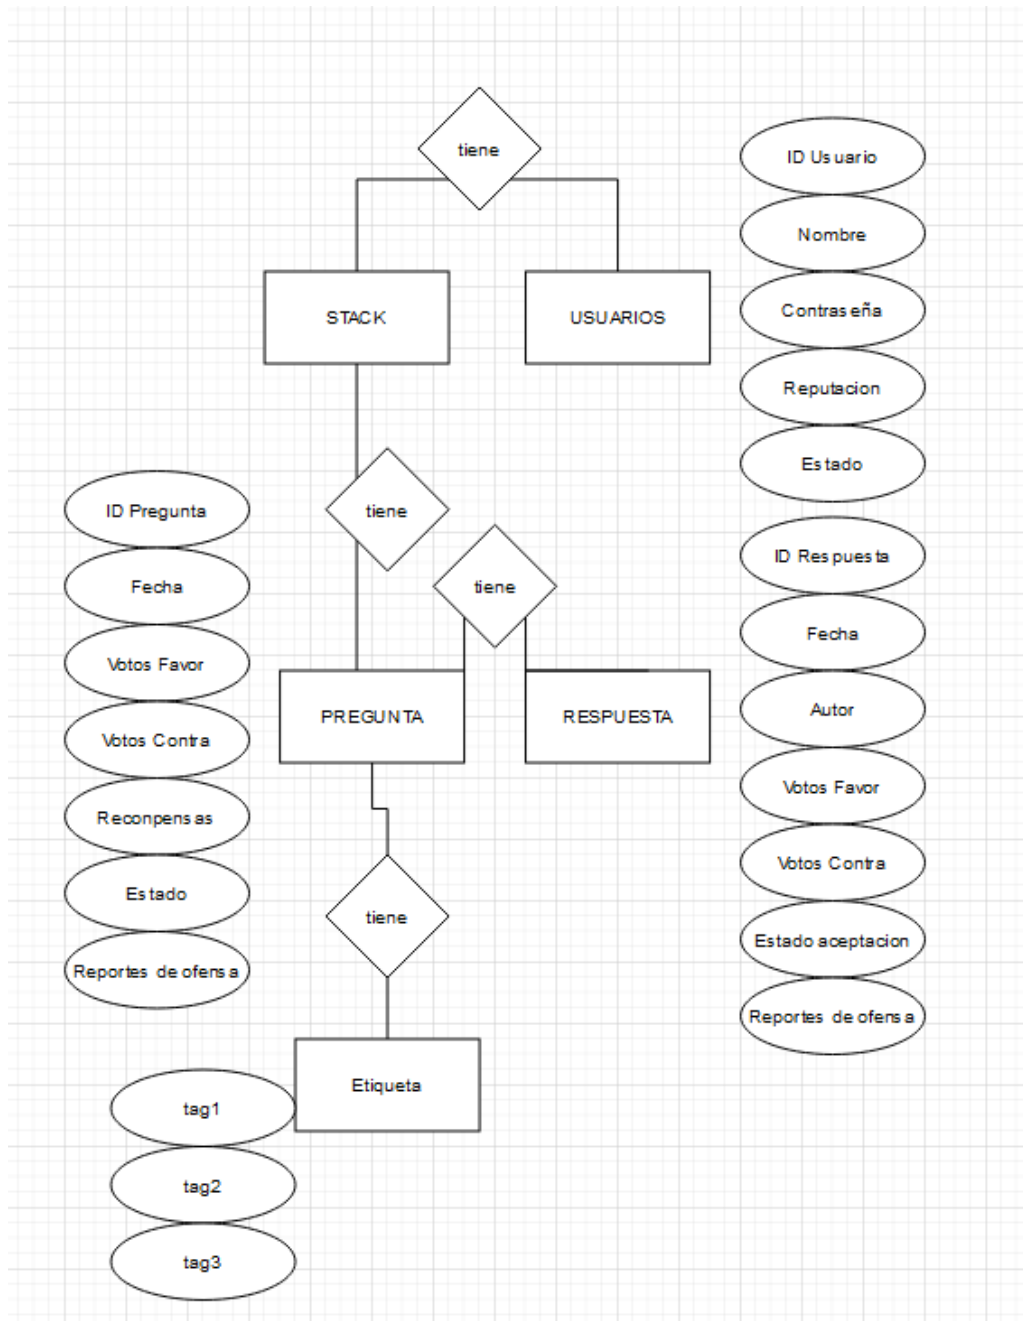 tiene
ID Usuario
Nombre
STACK
USUARIOS
Contraseña
Reputacion
Estado
ID Pregunta
tiene
ID Respuesta
Fecha
tiene
Fecha
Votos Favor
PREGUNTA
RESPUESTA
Autor
Votos Contra
Votos Favor
Reconpensas
Votos Contra
Estado
tiene
Estado aceptacion
Reportes de ofensa
Reportes de ofensa
Etiqueta
tag1
tag2
tag3